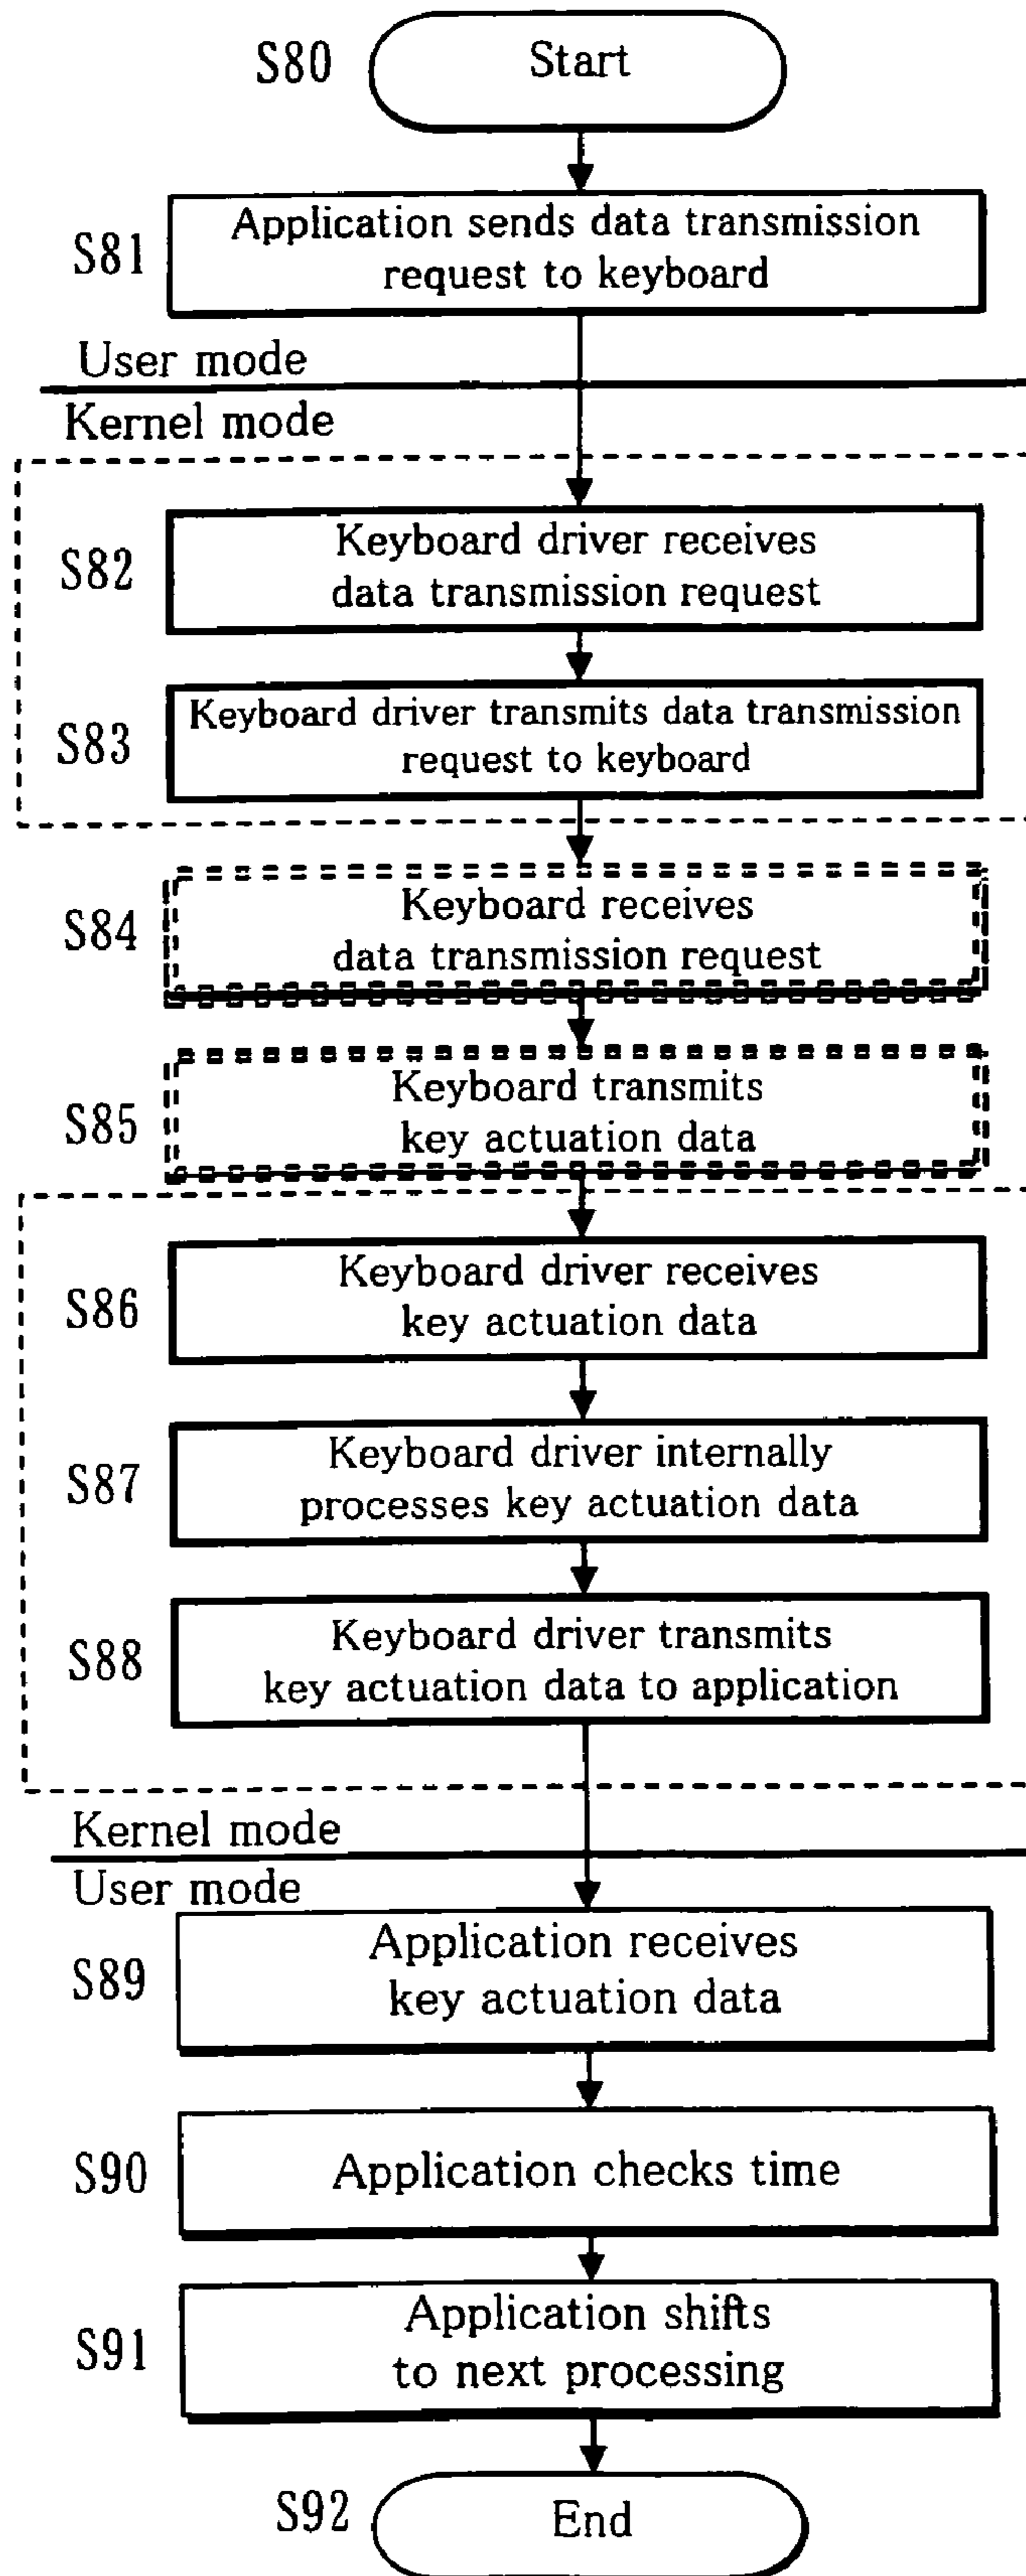 S80
Start
S81
Application sends data transmission
request to keyboard
User mode
Kernel mode
S82
Keyboard driver receives
data transmission request
S83
Keyboard driver transmits data transmission
request to keyboard
S84
Keyboard receives
data transmission request
S85
Keyboard transmits
key actuation data
S86
Keyboard driver receives
key actuation data
S87
Keyboard driver internally
processes key actuation data
S88
Keyboard driver transmits
key actuation data to application
Kernel mode
User mode
S89
Application receives
key actuation data
S90
Application checks time
S91
Application shifts
to next processing
S92
End